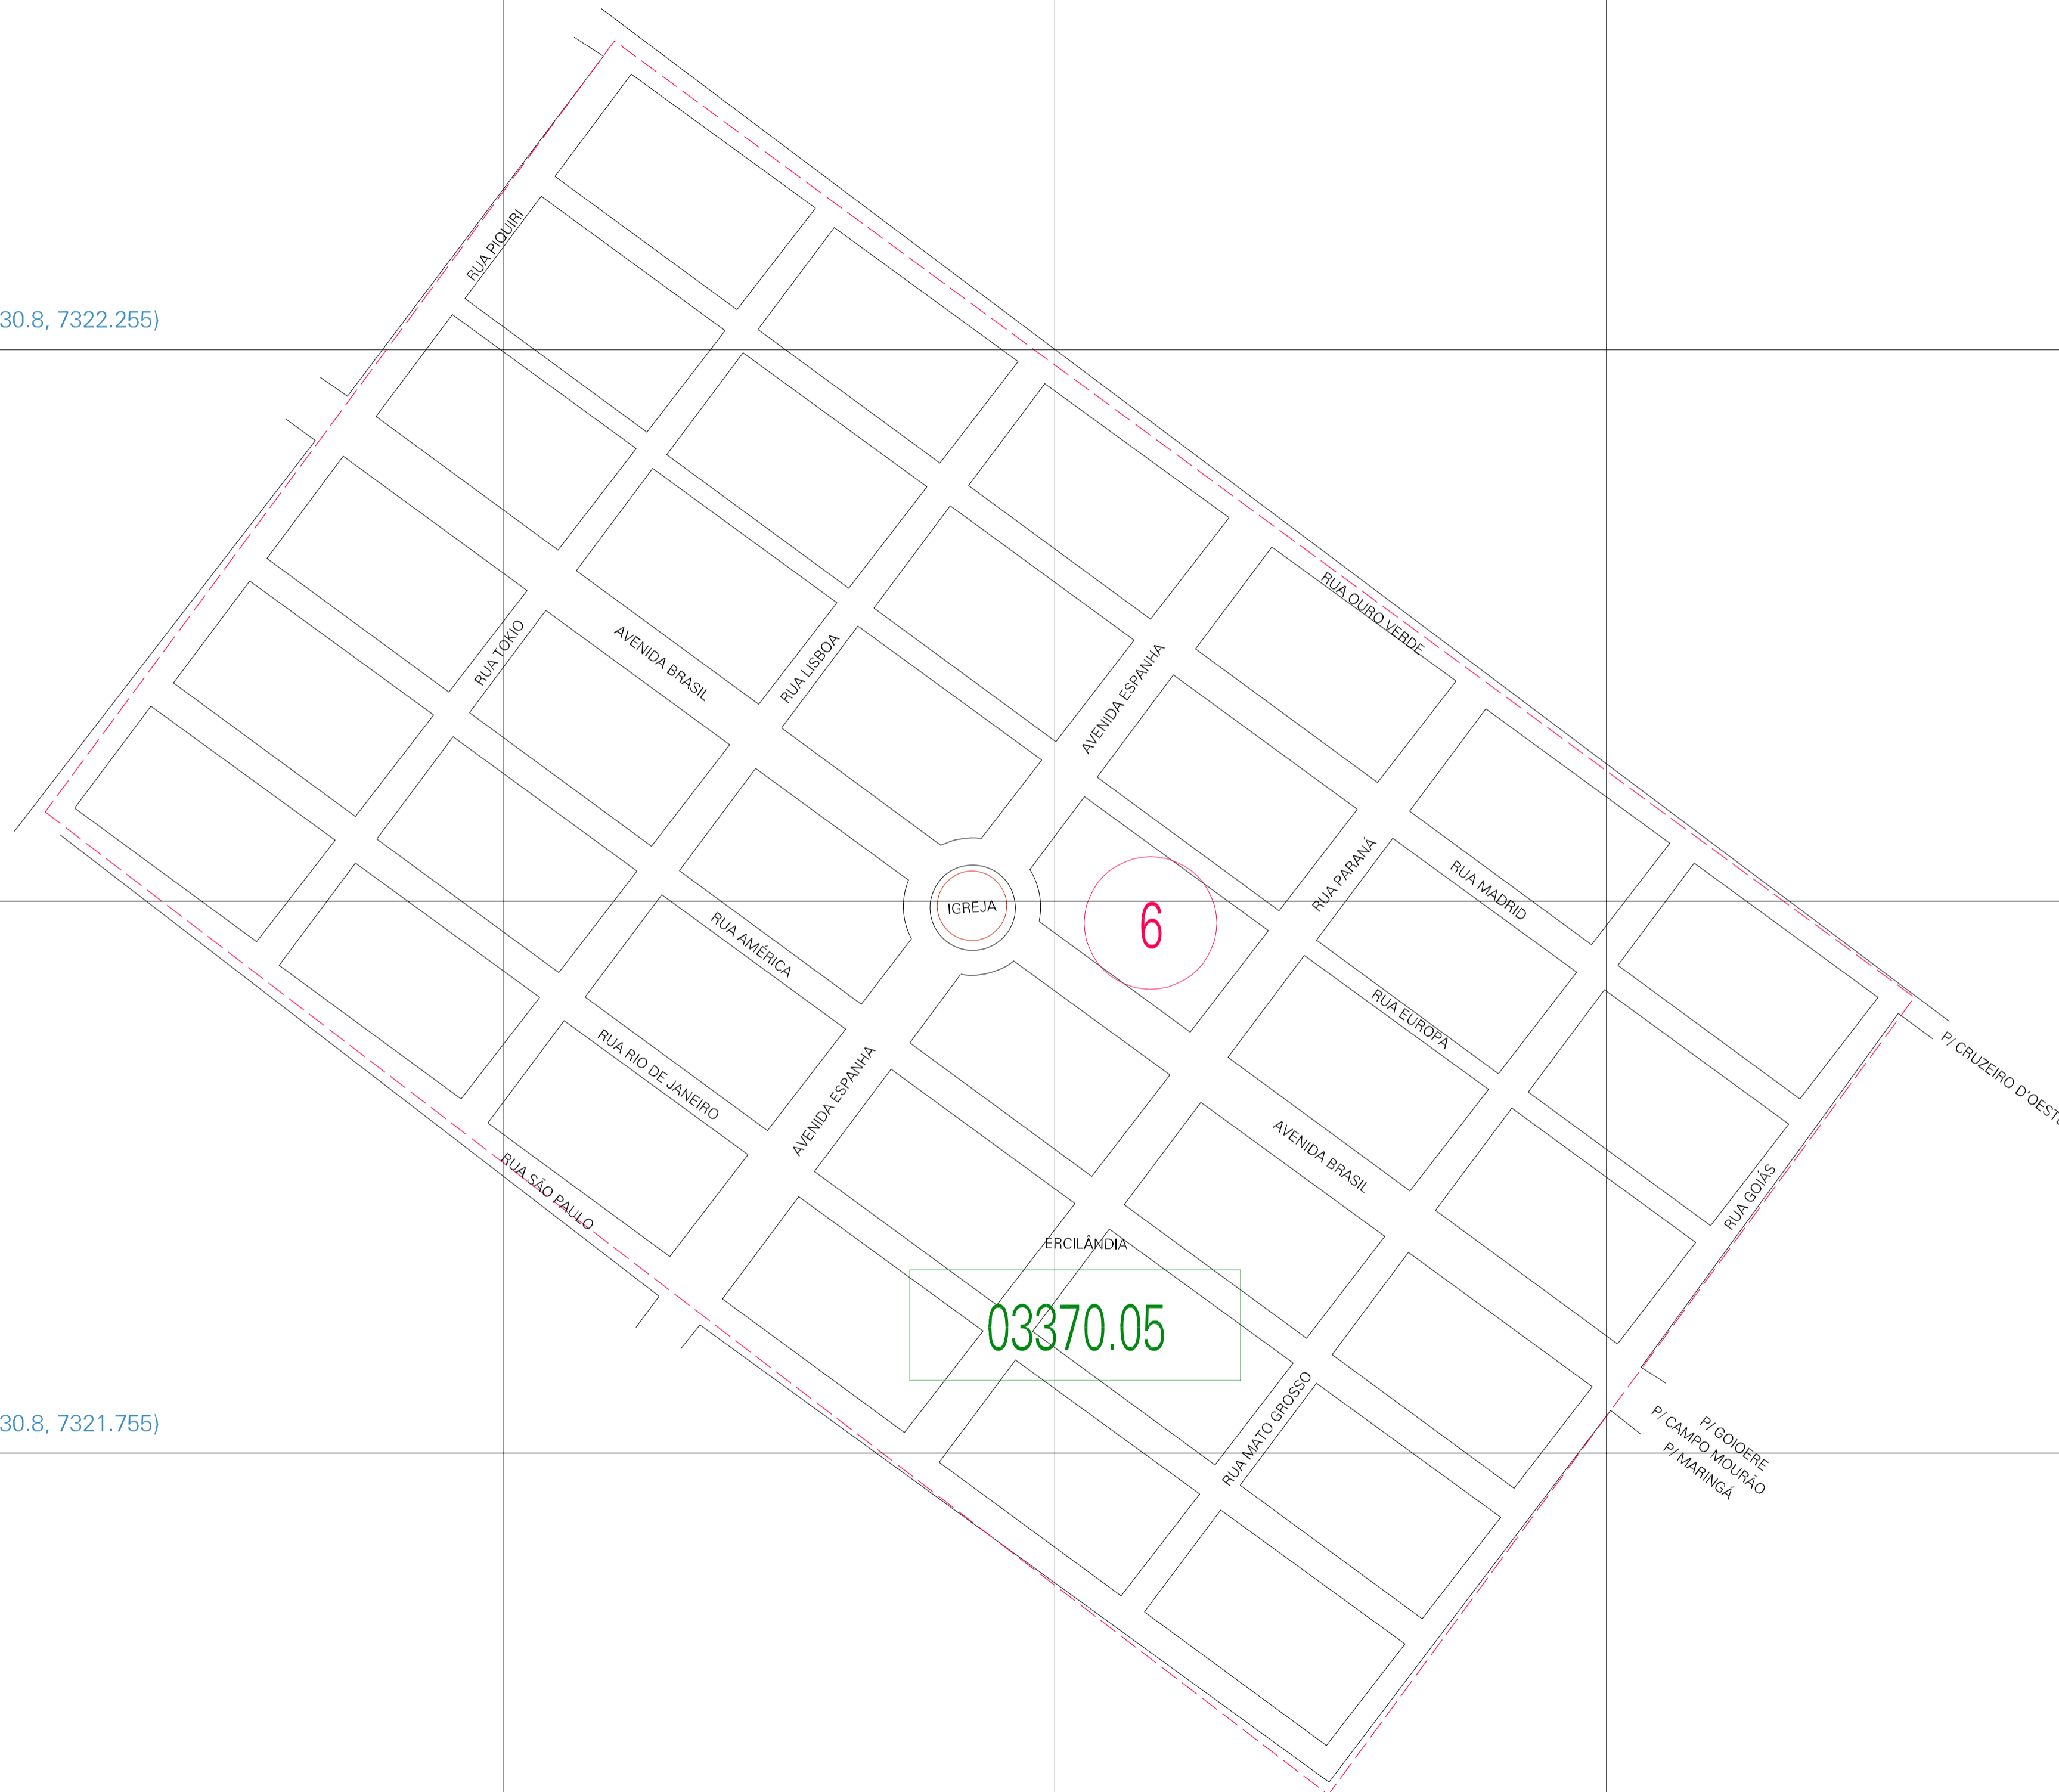 RUA PIQUIRI
30.8, 7322.255)
RUA OURO VERDE
RUA TOKIO
AVENIDA BRASIL
RUA LISBOA
AVENIDA ESPANHA
RUA PARANÁ
RUA MADRID
IGREJA
6
RUA AMÉRICA
RUA EUROPA
RUA RIO DE JANEIRO
AVENIDA ESPANHA
P/ CRUZEIRO D'OESTE
AVENIDA BRASIL
RUA SÃO PAULO
RUA GOIÁS
ERCILÂNDIA
03370.05
30.8, 7321.755)
RUA MATO GROSSO
P/ GOIOERE
P/ CAMPO MOURÃO
P/ MARINGÁ